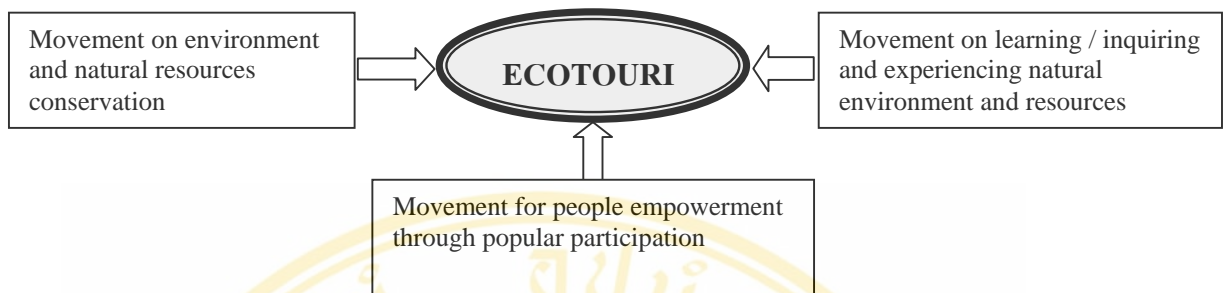 Movement on environment
and natural resources
conservation
ECOTOURI
Movement on learning / inquiring
and experiencing natural
environment and resources
Movement for people empowerment
through popular participation